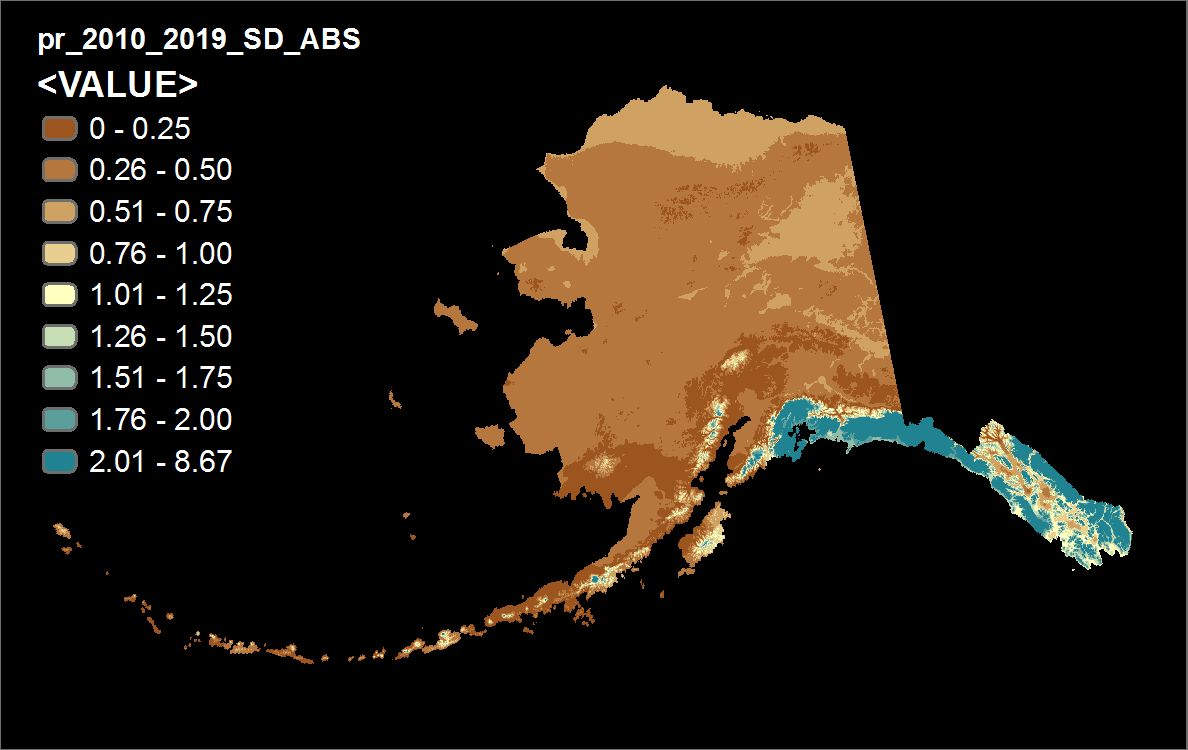 pr_2010_2019_SD_ABS
<VALUE>
0 - 0.25
0.26 - 0.50
0.51 - 0.75
0.76 - 1.00
1.01 - 1.25
1.26 - 1.50
1.51 - 1.75
1.76 - 2.00
2.01 - 8.67